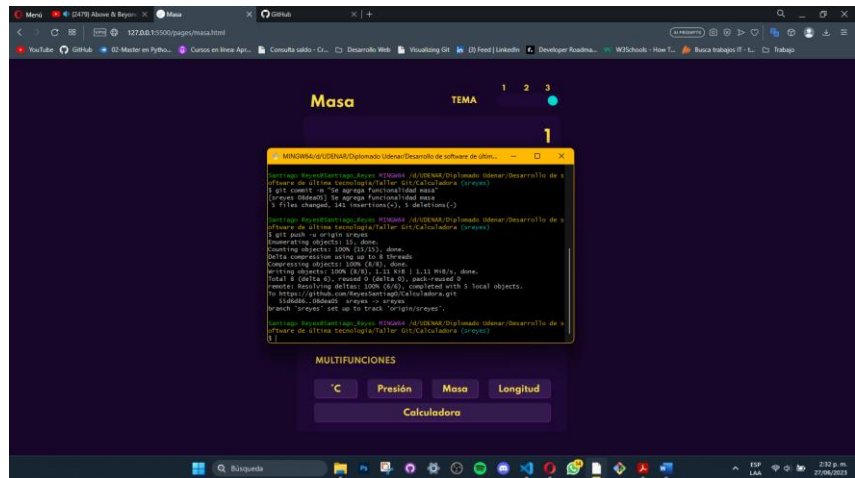 Menú (2479) Above & Beyon... Masa GitHub
VPN 127.0.0.1:5500/pages/masa.html AI PROMPTS
YouTube GitHub 02-Master en Pytho... Cursos en línea: Apr... Consulta saldo - Cr... Desarrollo Web Visualizing Git (2) Feed | LinkedIn Developer Roadma... W3Schools - How T... Busca trabajos IT - t... Trabajo
1 2 3
Masa TEMA
1
MINGW64:/d/UDENAR/Diplomado Udenar/Desarrollo de software de últim...
Santiago Reyes@Santiago_Reyes MINGW64 /d/UDENAR/Diplomado Udenar/Desarrollo de s
oftware de última tecnología/Taller Git/Calculadora (sreyes)
$ git commit -m "Se agrega funcionalidad masa"
[sreyes 08dea05] Se agrega funcionalidad masa
5 files changed, 141 insertions(+), 5 deletions(-)
Santiago Reyes@Santiago_Reyes MINGW64 /d/UDENAR/Diplomado Udenar/Desarrollo de s
oftware de última tecnología/Taller Git/Calculadora (sreyes)
$ git push -u origin sreyes
Enumerating objects: 15, done.
Counting objects: 100% (15/15), done.
Delta compression using up to 8 threads
Compressing objects: 100% (8/8), done.
Writing objects: 100% (8/8), 1.11 KiB | 1.11 MiB/s, done.
Total 8 (delta 6), reused 0 (delta 0), pack-reused 0
remote: Resolving deltas: 100% (6/6), completed with 5 local objects.
To https://github.com/ReyesSantiag0/Calculadora.git
55d6d86..08dea05 sreyes -> sreyes
branch 'sreyes' set up to track 'origin/sreyes'.
Santiago Reyes@Santiago_Reyes MINGW64 /d/UDENAR/Diplomado Udenar/Desarrollo de s
oftware de última tecnología/Taller Git/Calculadora (sreyes)
$
MULTIFUNCIONES
°C Presión Masa Longitud
Calculadora
Búsqueda
ESP 2:32 p. m.
LAA 27/06/2023